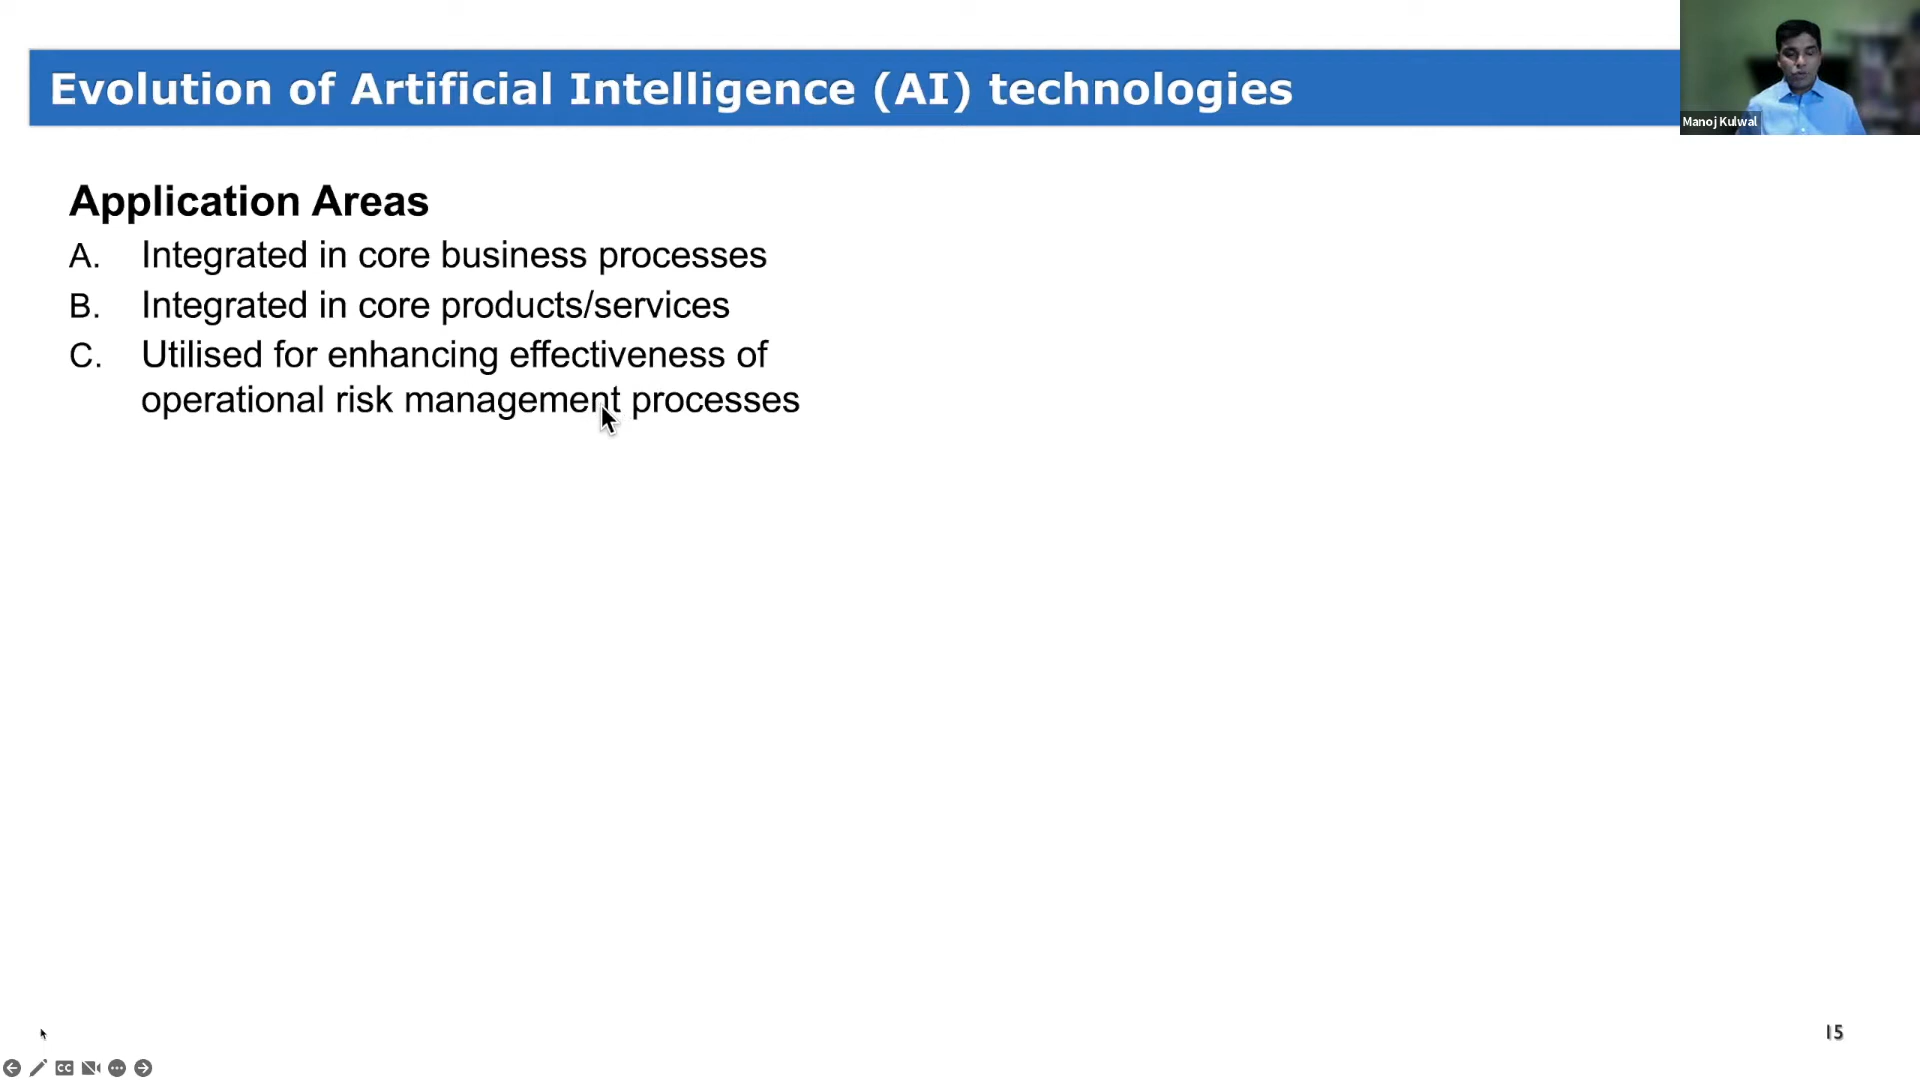 Evolution of Artificial Intelligence (AI) technologies
Manoj Kulwal
Application Areas
A. Integrated in core business processes
B. Integrated in core products/services
C. Utilised for enhancing effectiveness of
operational risk management processes
15
CC